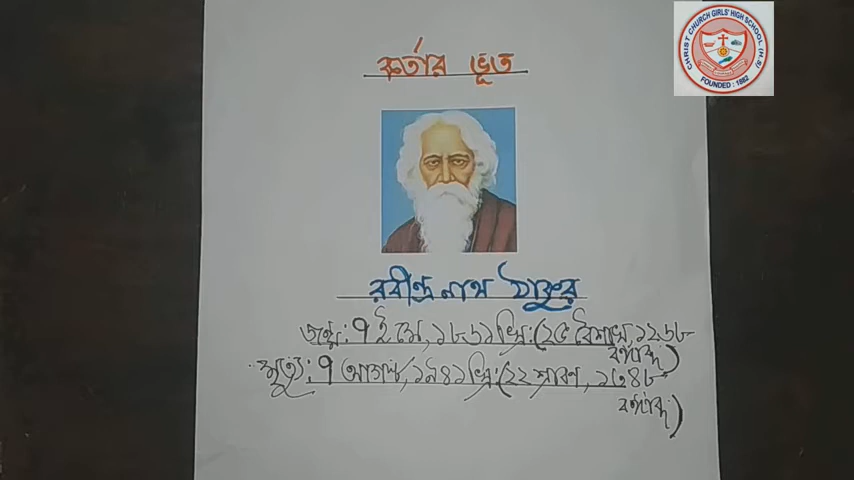 CHRIST CHURCH GIRLS' HIGH SCHOOL (H.S)
FOUNDED : 1882
কর্তার ভূত
রবীন্দ্রনাথ ঠাকুর
জন্ম: ৭ ই মে, ১৮৬১ খ্রি: (২৫ বৈশাখ, ১২৬৮
বঙ্গাব্দ)
মৃত্যু: ৭ আগস্ট, ১৯৪১ খ্রি: (২২ শ্রাবণ, ১৩৪৮
বঙ্গাব্দ)